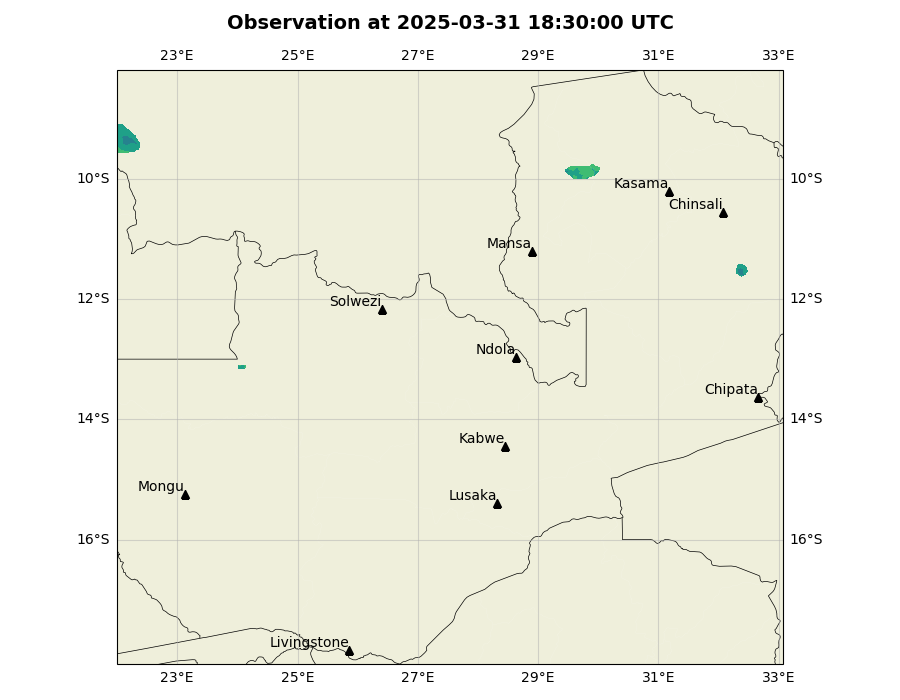 Observation at 2025-03-31 18:30:00 UTC
23°E 25°E 27°E 29°E 31°E 33°E
10°S 10°S
Kasama
Chinsali
Mansa
12°S 12°S
Solwezi
Ndola
Chipata
14°S 14°S
Kabwe
Mongu
Lusaka
16°S 16°S
Livingstone
23°E 25°E 27°E 29°E 31°E 33°E